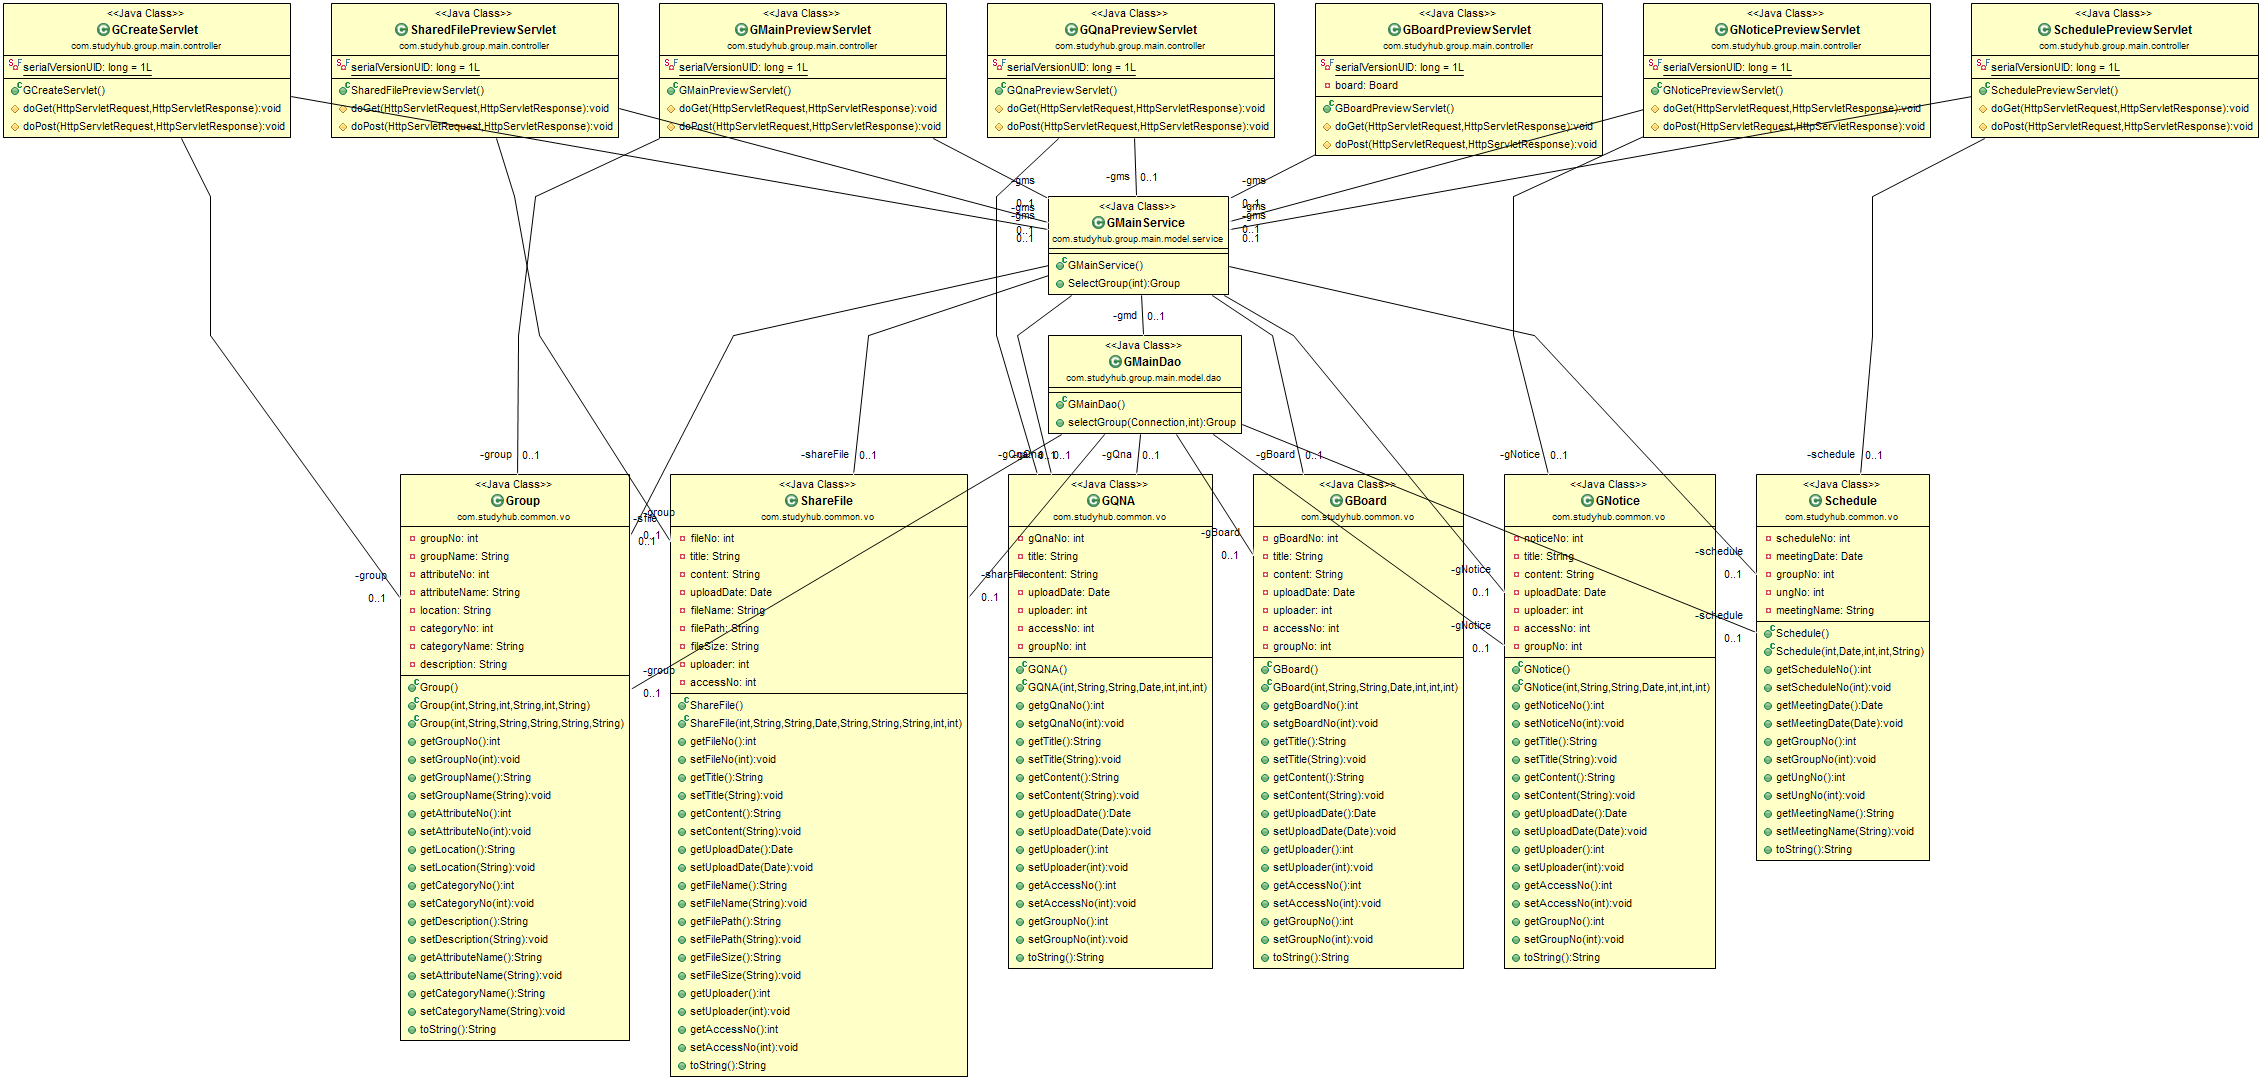 <<Java Class>>
GCreateServlet
com.studyhub.group.main.controller
serialVersionUID: long = 1L
GCreateServlet()
doGet(HttpServletRequest,HttpServletResponse):void
doPost(HttpServletRequest,HttpServletResponse):void
<<Java Class>>
SharedFilePreviewServlet
com.studyhub.group.main.controller
serialVersionUID: long = 1L
SharedFilePreviewServlet()
doGet(HttpServletRequest,HttpServletResponse):void
doPost(HttpServletRequest,HttpServletResponse):void
<<Java Class>>
GMainPreviewServlet
com.studyhub.group.main.controller
serialVersionUID: long = 1L
GMainPreviewServlet()
doGet(HttpServletRequest,HttpServletResponse):void
doPost(HttpServletRequest,HttpServletResponse):void
<<Java Class>>
GQnaPreviewServlet
com.studyhub.group.main.controller
serialVersionUID: long = 1L
GQnaPreviewServlet()
doGet(HttpServletRequest,HttpServletResponse):void
doPost(HttpServletRequest,HttpServletResponse):void
<<Java Class>>
GBoardPreviewServlet
com.studyhub.group.main.controller
serialVersionUID: long = 1L
board: Board
GBoardPreviewServlet()
doGet(HttpServletRequest,HttpServletResponse):void
doPost(HttpServletRequest,HttpServletResponse):void
<<Java Class>>
GNoticePreviewServlet
com.studyhub.group.main.controller
serialVersionUID: long = 1L
GNoticePreviewServlet()
doGet(HttpServletRequest,HttpServletResponse):void
doPost(HttpServletRequest,HttpServletResponse):void
<<Java Class>>
SchedulePreviewServlet
com.studyhub.group.main.controller
serialVersionUID: long = 1L
SchedulePreviewServlet()
doGet(HttpServletRequest,HttpServletResponse):void
doPost(HttpServletRequest,HttpServletResponse):void
-gms
0..1
-gms
0..1
-gms
0..1
-gms
0..1
-gms
0..1
-gms
0..1
-gms
0..1
<<Java Class>>
GMainService
com.studyhub.group.main.model.service
GMainService()
SelectGroup(int):Group
-gmd
0..1
<<Java Class>>
GMainDao
com.studyhub.group.main.model.dao
GMainDao()
selectGroup(Connection,int):Group
-group
0..1
-shareFile
0..1
-gQna
0..1
-gQna
0..1
-gQna
0..1
-gBoard
0..1
-gNotice
0..1
-schedule
0..1
-group
0..1
<<Java Class>>
Group
com.studyhub.common.vo
groupNo: int
groupName: String
attributeNo: int
attributeName: String
location: String
categoryNo: int
categoryName: String
description: String
Group()
Group(int,String,int,String,int,String)
Group(int,String,String,String,String,String)
getGroupNo():int
setGroupNo(int):void
getGroupName():String
setGroupName(String):void
getAttributeNo():int
setAttributeNo(int):void
getLocation():String
setLocation(String):void
getCategoryNo():int
setCategoryNo(int):void
getDescription():String
setDescription(String):void
getAttributeName():String
setAttributeName(String):void
getCategoryName():String
setCategoryName(String):void
toString():String
-group
-sfile
0..1
0..1
-group
0..1
<<Java Class>>
ShareFile
com.studyhub.common.vo
fileNo: int
title: String
content: String
uploadDate: Date
fileName: String
filePath: String
fileSize: String
uploader: int
accessNo: int
ShareFile()
ShareFile(int,String,String,Date,String,String,String,int,int)
getFileNo():int
setFileNo(int):void
getTitle():String
setTitle(String):void
getContent():String
setContent(String):void
getUploadDate():Date
setUploadDate(Date):void
getFileName():String
setFileName(String):void
getFilePath():String
setFilePath(String):void
getFileSize():String
setFileSize(String):void
getUploader():int
setUploader(int):void
getAccessNo():int
setAccessNo(int):void
toString():String
-shareFile
0..1
<<Java Class>>
GQNA
com.studyhub.common.vo
gQnaNo: int
title: String
content: String
uploadDate: Date
uploader: int
accessNo: int
groupNo: int
GQNA()
GQNA(int,String,String,Date,int,int,int)
getgQnaNo():int
setgQnaNo(int):void
getTitle():String
setTitle(String):void
getContent():String
setContent(String):void
getUploadDate():Date
setUploadDate(Date):void
getUploader():int
setUploader(int):void
getAccessNo():int
setAccessNo(int):void
getGroupNo():int
setGroupNo(int):void
toString():String
-gBoard
0..1
<<Java Class>>
GBoard
com.studyhub.common.vo
gBoardNo: int
title: String
content: String
uploadDate: Date
uploader: int
accessNo: int
groupNo: int
GBoard()
GBoard(int,String,String,Date,int,int,int)
getgBoardNo():int
setgBoardNo(int):void
getTitle():String
setTitle(String):void
getContent():String
setContent(String):void
getUploadDate():Date
setUploadDate(Date):void
getUploader():int
setUploader(int):void
getAccessNo():int
setAccessNo(int):void
getGroupNo():int
setGroupNo(int):void
toString():String
-gNotice
0..1
-gNotice
0..1
<<Java Class>>
GNotice
com.studyhub.common.vo
noticeNo: int
title: String
content: String
uploadDate: Date
uploader: int
accessNo: int
groupNo: int
GNotice()
GNotice(int,String,String,Date,int,int,int)
getNoticeNo():int
setNoticeNo(int):void
getTitle():String
setTitle(String):void
getContent():String
setContent(String):void
getUploadDate():Date
setUploadDate(Date):void
getUploader():int
setUploader(int):void
getAccessNo():int
setAccessNo(int):void
getGroupNo():int
setGroupNo(int):void
toString():String
-schedule
0..1
-schedule
0..1
<<Java Class>>
Schedule
com.studyhub.common.vo
scheduleNo: int
meetingDate: Date
groupNo: int
ungNo: int
meetingName: String
Schedule()
Schedule(int,Date,int,int,String)
getScheduleNo():int
setScheduleNo(int):void
getMeetingDate():Date
setMeetingDate(Date):void
getGroupNo():int
setGroupNo(int):void
getUngNo():int
setUngNo(int):void
getMeetingName():String
setMeetingName(String):void
toString():String